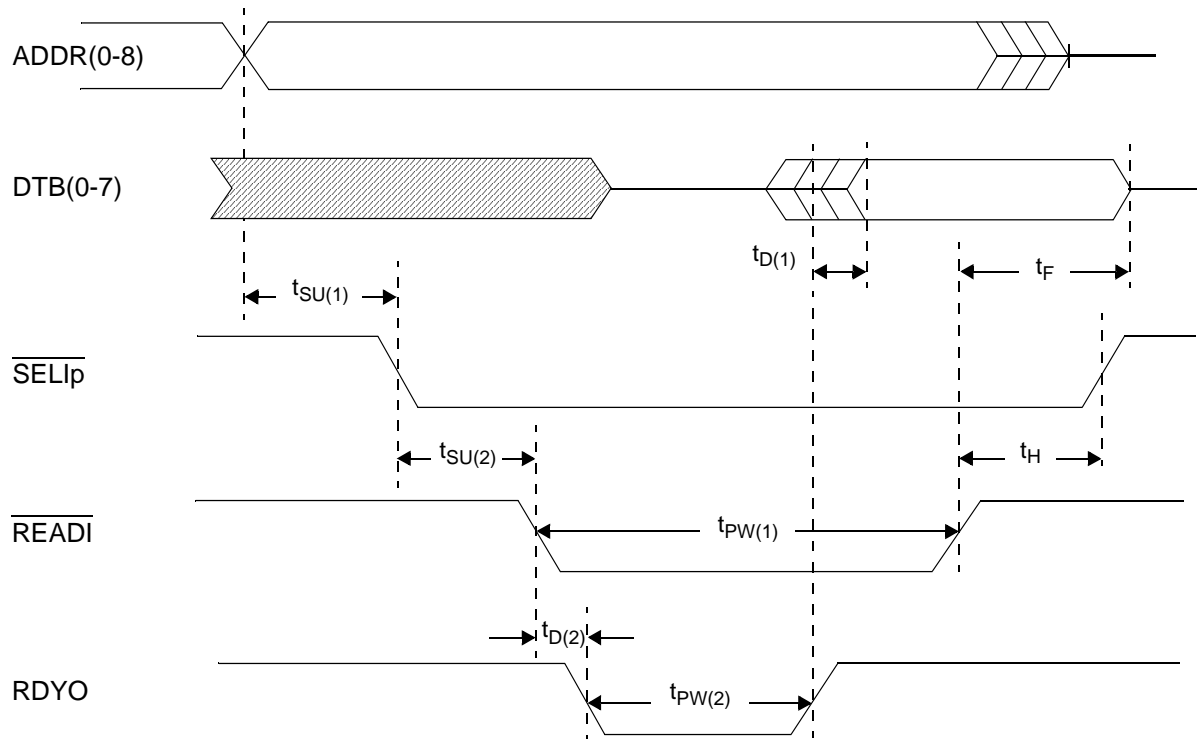 ADDR(0-8)
DTB(0-7)
tD(1)
tF
tSU(1)
SELIp
tSU(2)
tH
READI
tPW(1)
tD(2)
RDYO
tPW(2)